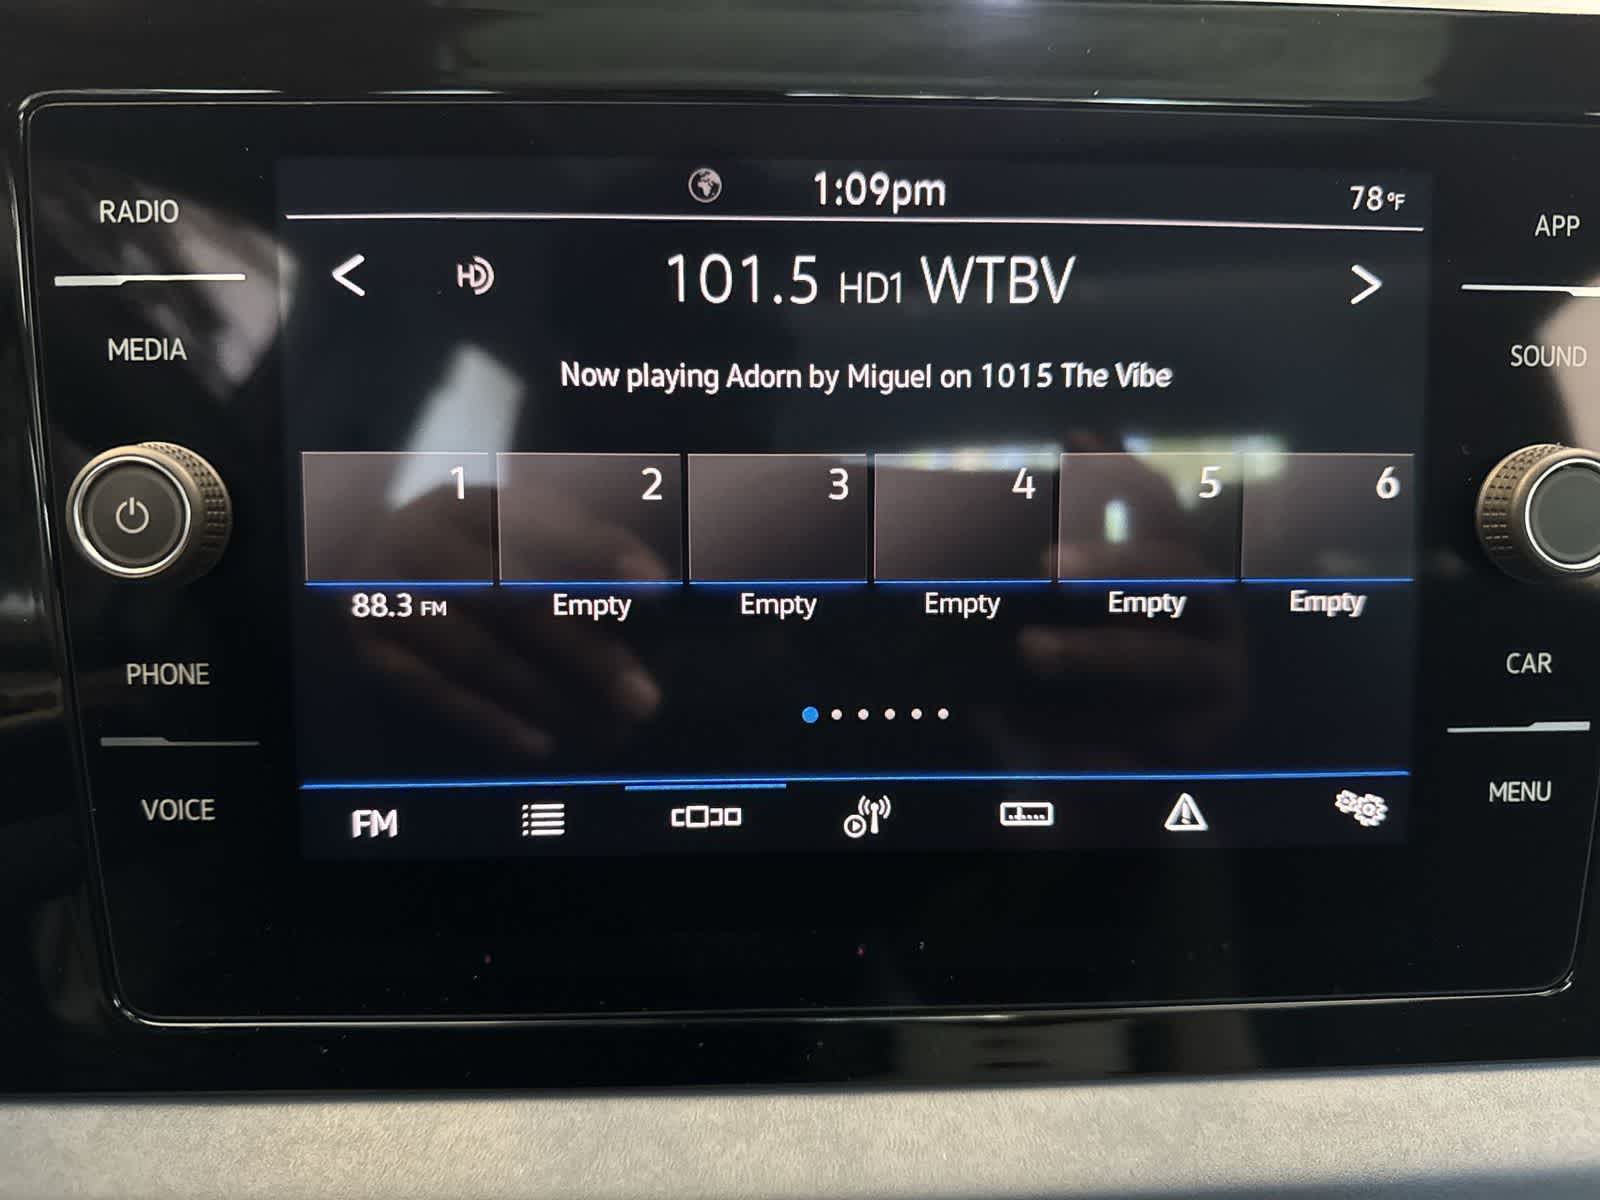 1:09pm
78°F
RADIO
APP
HD
101.5 HD1 WTBV
MEDIA
SOUND
Now playing Adorn by Miguel on 1015 The Vibe
1 2 3 4 5 6
88.3 FM Empty Empty Empty Empty Empty
PHONE
CAR
VOICE
MENU
FM